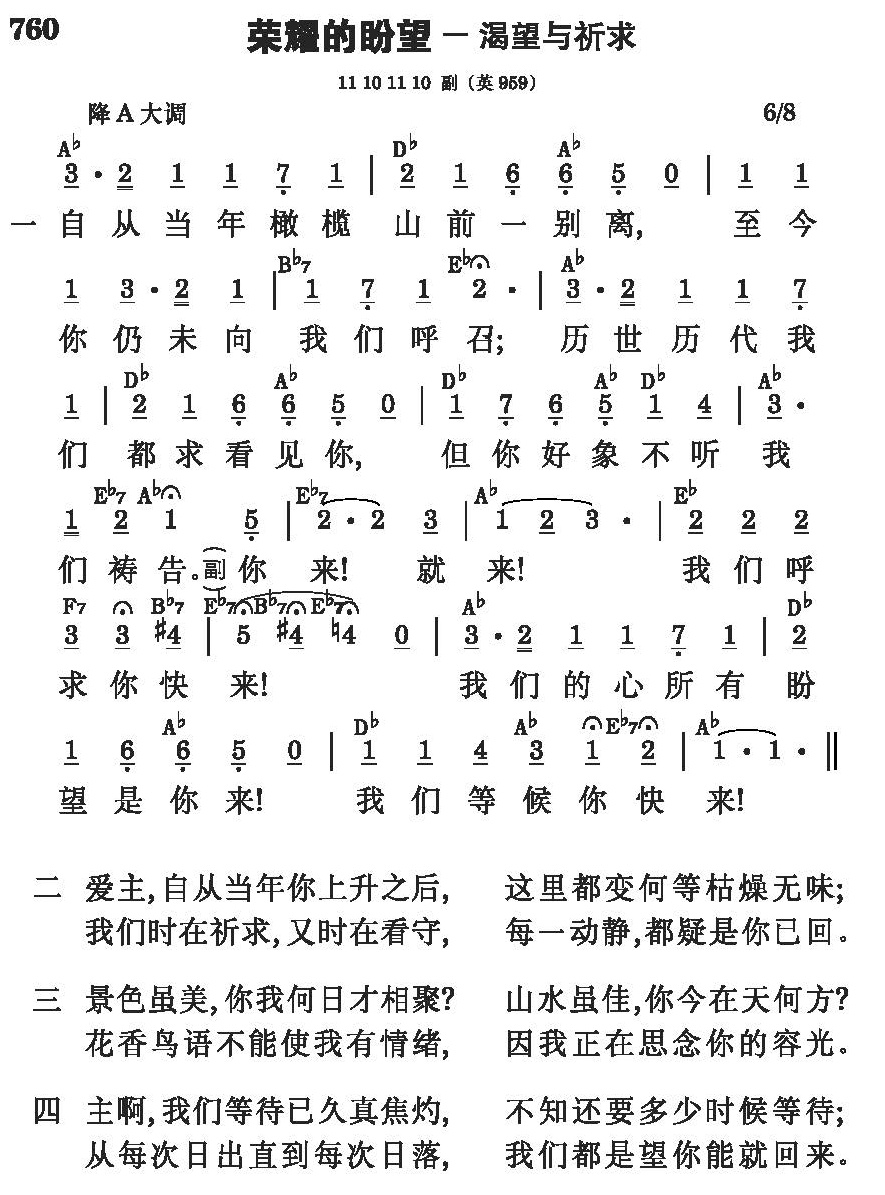 760
荣耀的盼望 — 渴望与祈求
11 10 11 10 副（英 959）
降 A 大调 6/8
A♭ D♭ A♭
3 · 2 1 1 7 1 | 2 1 6 6 5 0 | 1 1
一 自 从 当 年 橄 榄 山 前 一 别 离, 至 今
B♭7 E♭ A♭
1 3 · 2 1 | 1 7 1 2 · | 3 · 2 1 1 7
你 仍 未 向 我 们 呼 召; 历 世 历 代 我
D♭ A♭ D♭ A♭ D♭ A♭
1 | 2 1 6 6 5 0 | 1 7 6 5 1 4 | 3 ·
们 都 求 看 见 你, 但 你 好 象 不 听 我
E♭7 A♭ E♭7 A♭ E♭
1 2 1 5 | 2 · 2 3 | 1 2 3 · | 2 2 2
们 祷 告。(副) 你 来! 就 来! 我 们 呼
F7 B♭7 E♭7 B♭7 E♭7 A♭ D♭
3 3 ♯4 | 5 ♯4 ♮4 0 | 3 · 2 1 1 7 1 | 2
求 你 快 来! 我 们 的 心 所 有 盼
A♭ D♭ A♭ E♭7 A♭
1 6 6 5 0 | 1 1 4 3 1 2 | 1 · 1 · ‖
望 是 你 来! 我 们 等 候 你 快 来!
二 爱主,自从当年你上升之后, 这里都变何等枯燥无味;
我们时在祈求,又时在看守, 每一动静,都疑是你已回。
三 景色虽美,你我何日才相聚? 山水虽佳,你今在天何方?
花香鸟语不能使我有情绪, 因我正在思念你的容光。
四 主啊,我们等待已久真焦灼, 不知还要多少时候等待;
从每次日出直到每次日落, 我们都是望你能就回来。